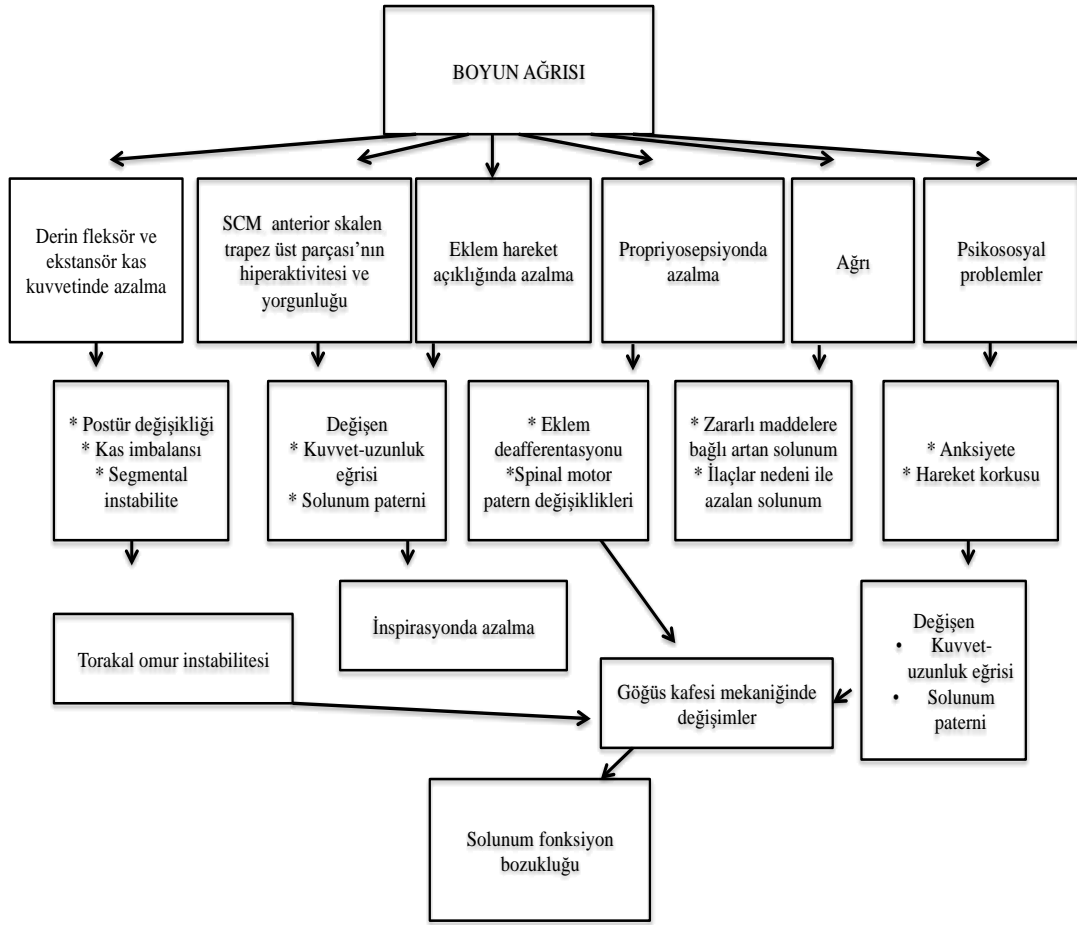 BOYUN AĞRISI
Derin fleksör ve
ekstansör kas
kuvvetinde azalma
SCM  anterior skalen
trapez üst parçası’nın
hiperaktivitesi ve
yorgunluğu
Eklem hareket
açıklığında azalma
Propriyosepsiyonda
azalma
Ağrı
Psikososyal
problemler
* Postür değişikliği
* Kas imbalansı
* Segmental
instabilite
Değişen
* Kuvvet-uzunluk
eğrisi
* Solunum paterni
* Eklem
deafferentasyonu
*Spinal motor
patern değişiklikleri
* Zararlı maddelere
bağlı artan solunum
* İlaçlar nedeni ile
azalan solunum
* Anksiyete
* Hareket korkusu
Torakal omur instabilitesi
İnspirasyonda azalma
Göğüs kafesi mekaniğinde
değişimler
Değişen
• Kuvvet-
uzunluk eğrisi
• Solunum
paterni
Solunum fonksiyon
bozukluğu